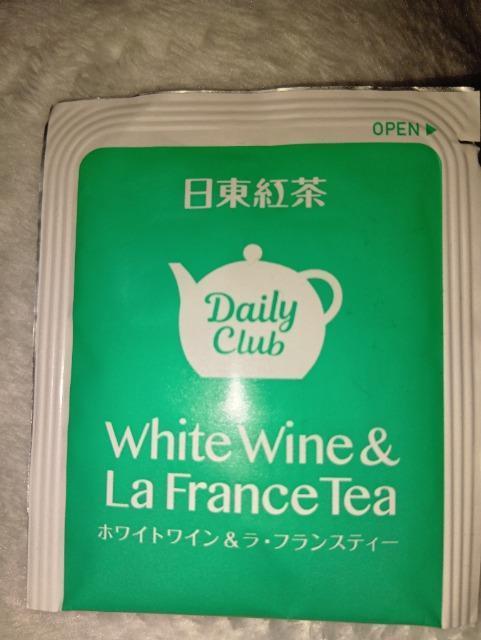 OPEN ▶
日東紅茶
Daily
Club
White Wine &
La France Tea
ホワイトワイン＆ラ・フランスティー